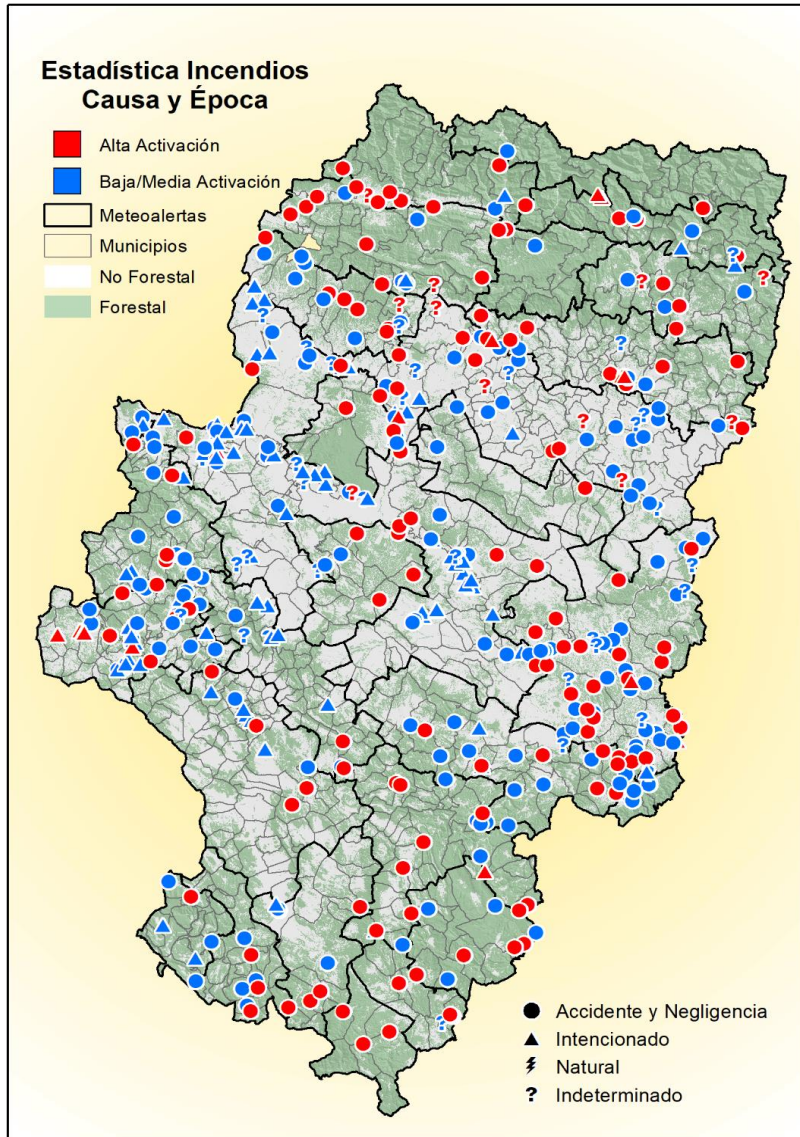 Estadística Incendios
Causa y Época
Alta Activación
Baja/Media Activación
Meteoalertas
Municipios
No Forestal
Forestal
Accidente y Negligencia
Intencionado
Natural
? Indeterminado